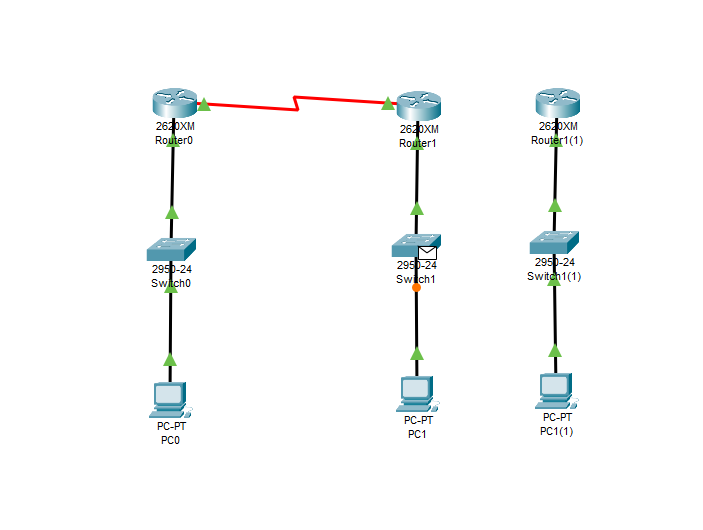 2620XM
Router0
2620XM
Router1
2620XM
Router1(1)
2950-24
Switch0
2950-24
Switch1
2950-24
Switch1(1)
PC-PT
PC0
PC-PT
PC1
PC-PT
PC1(1)